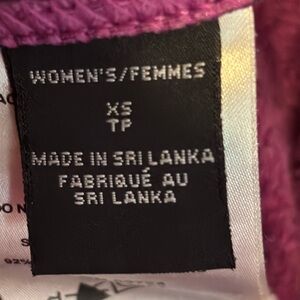 WOMEN'S/FEMMES
XS
TP
MADE IN SRI LANKA
FABRIQUÉ AU
SRI LANKA